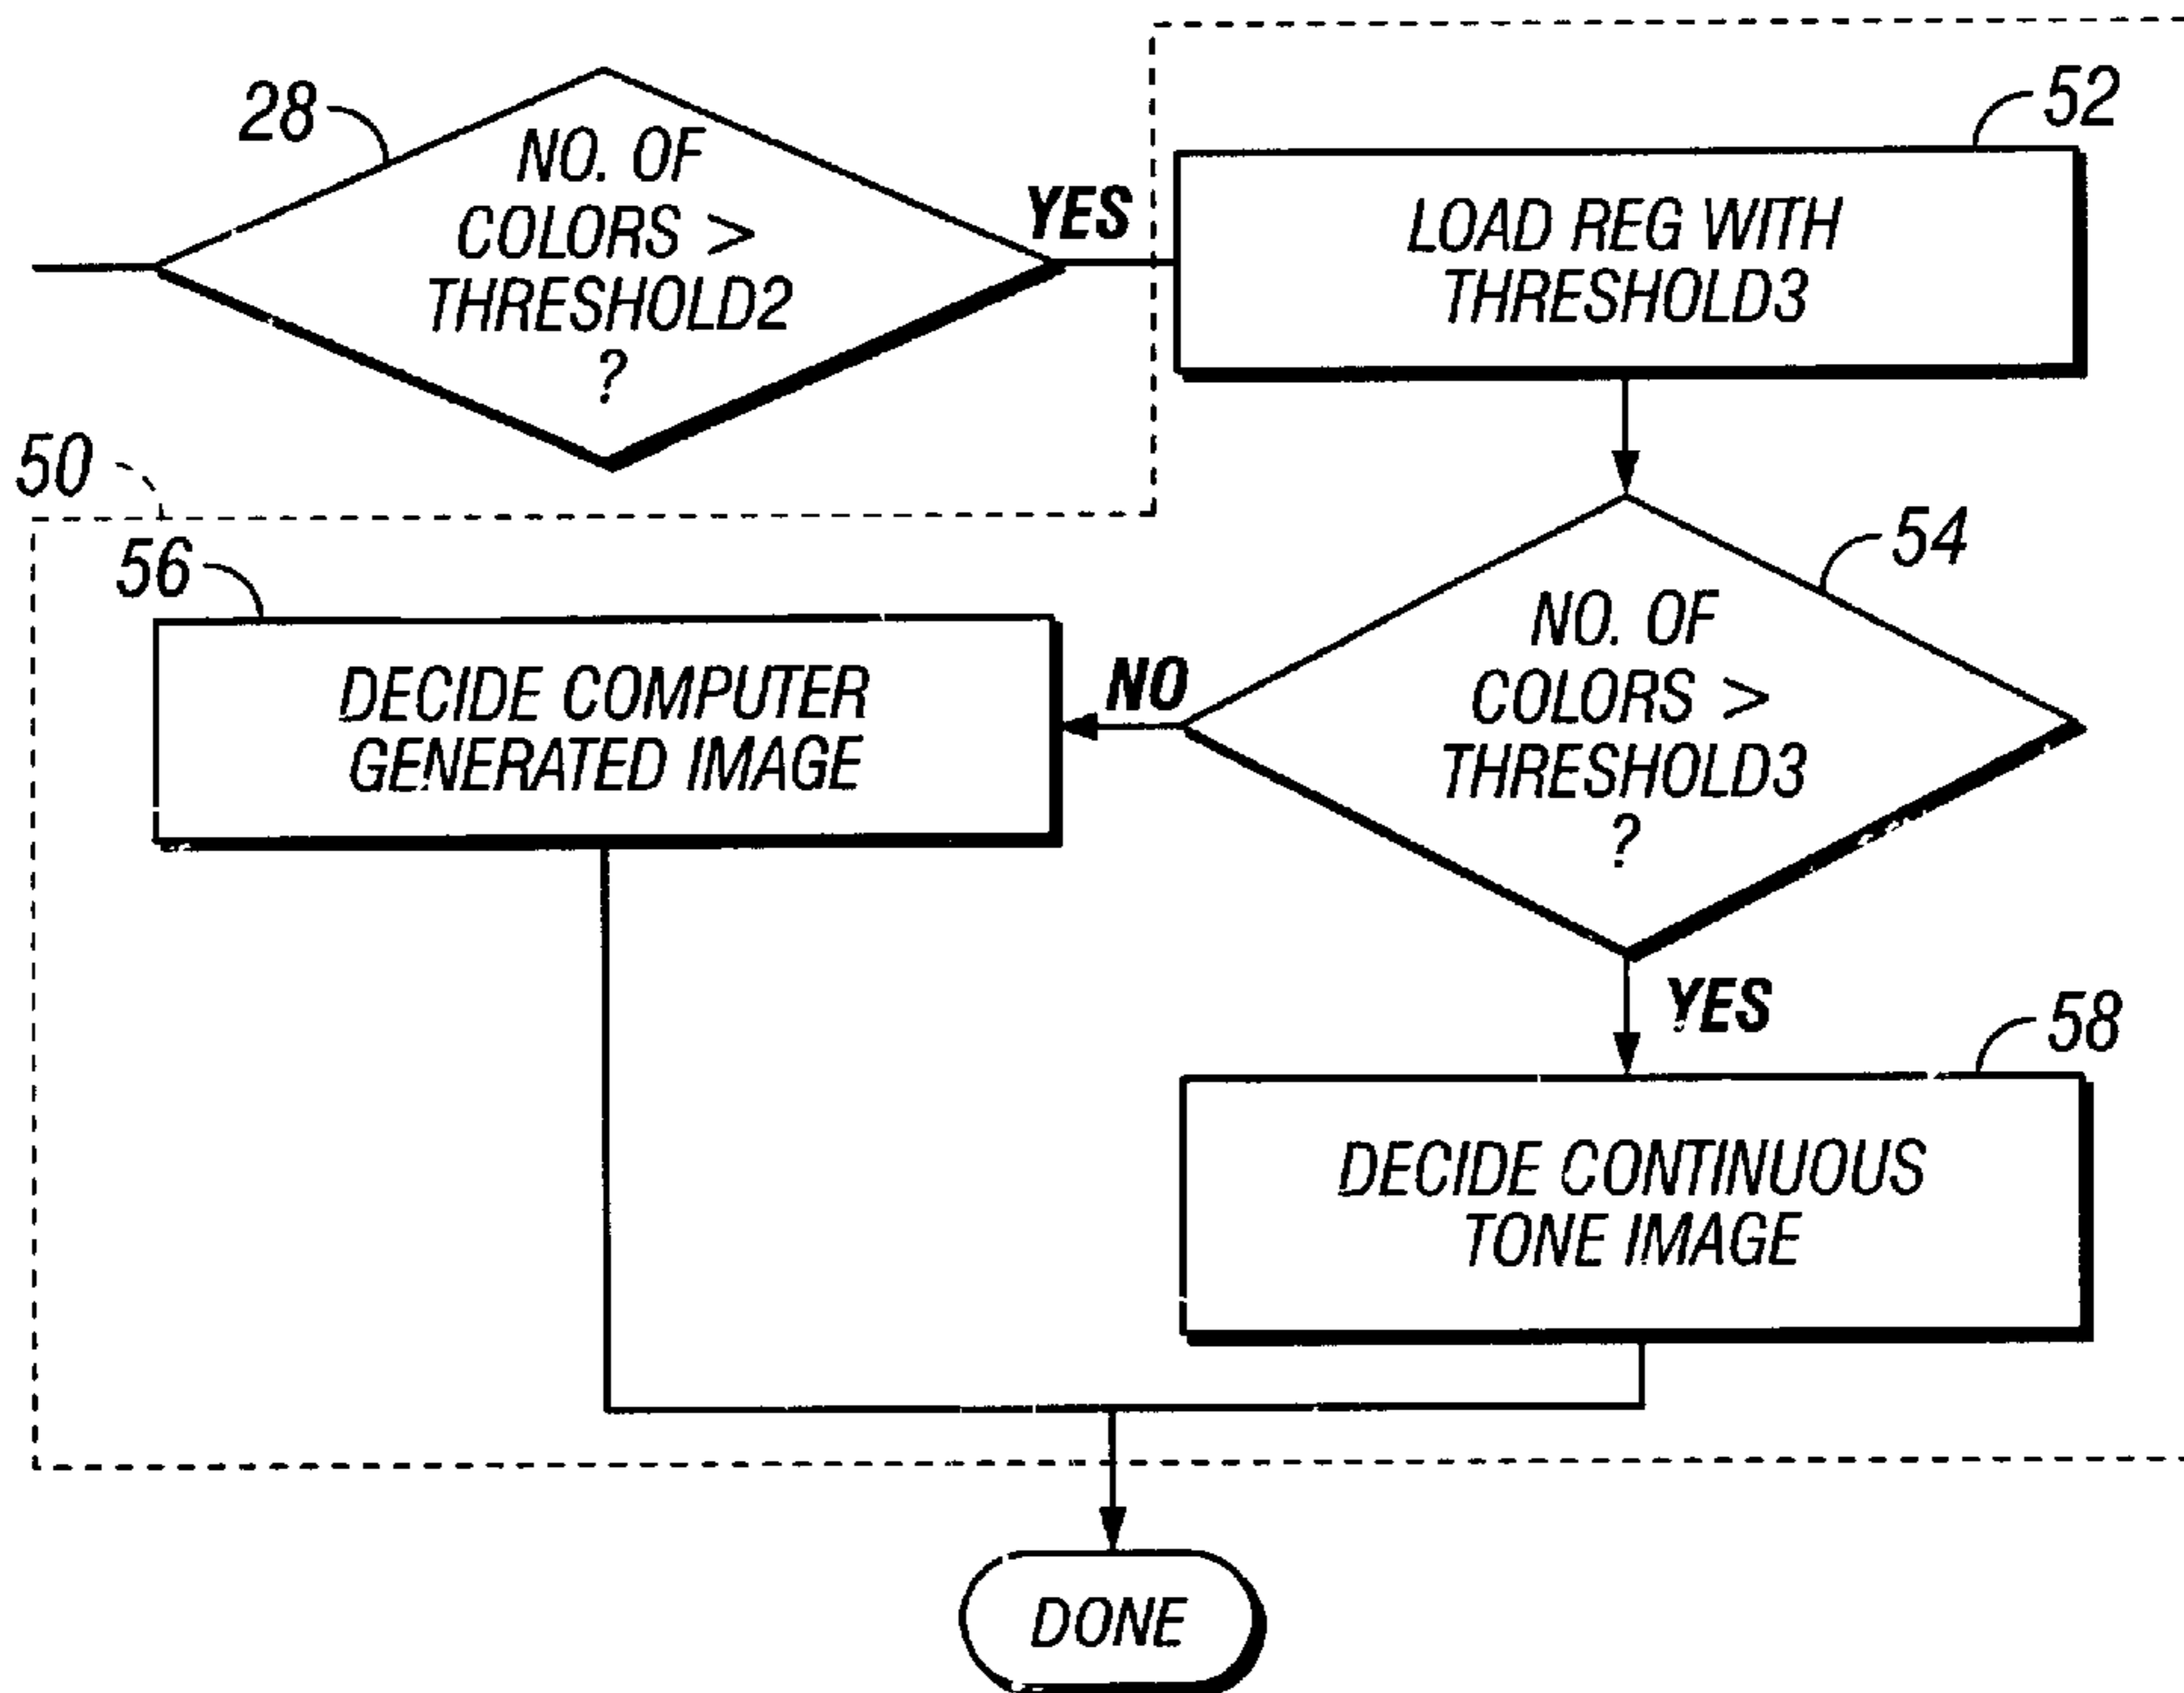 28
NO. OF
COLORS >
THRESHOLD2
?
YES
52
LOAD REG WITH
THRESHOLD3
50
54
NO. OF
COLORS >
THRESHOLD3
?
NO
56
DECIDE COMPUTER
GENERATED IMAGE
YES
58
DECIDE CONTINUOUS
TONE IMAGE
DONE